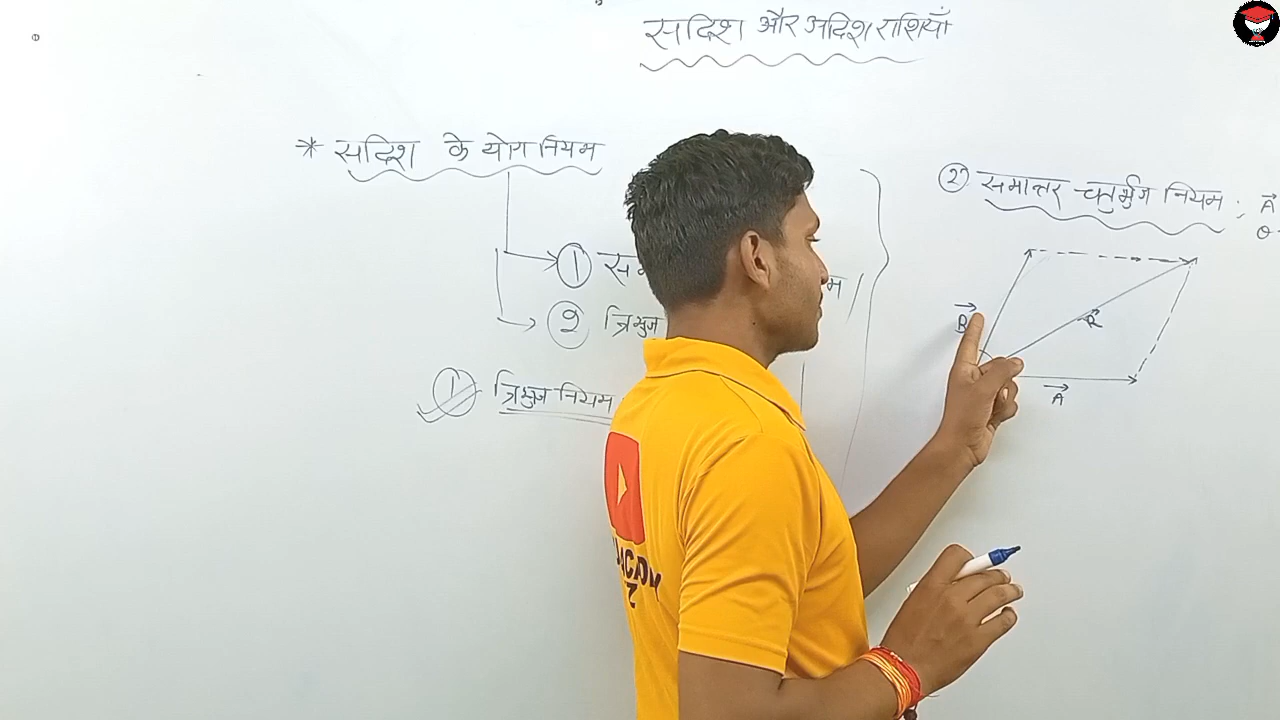 सदिश और अदिश राशियाँ
* सदिश के योग नियम
①
② त्रिभुज
① त्रिभुज नियम
② समान्तर चतुर्भुज नियम : A⃗
θ
B⃗
R⃗
A⃗